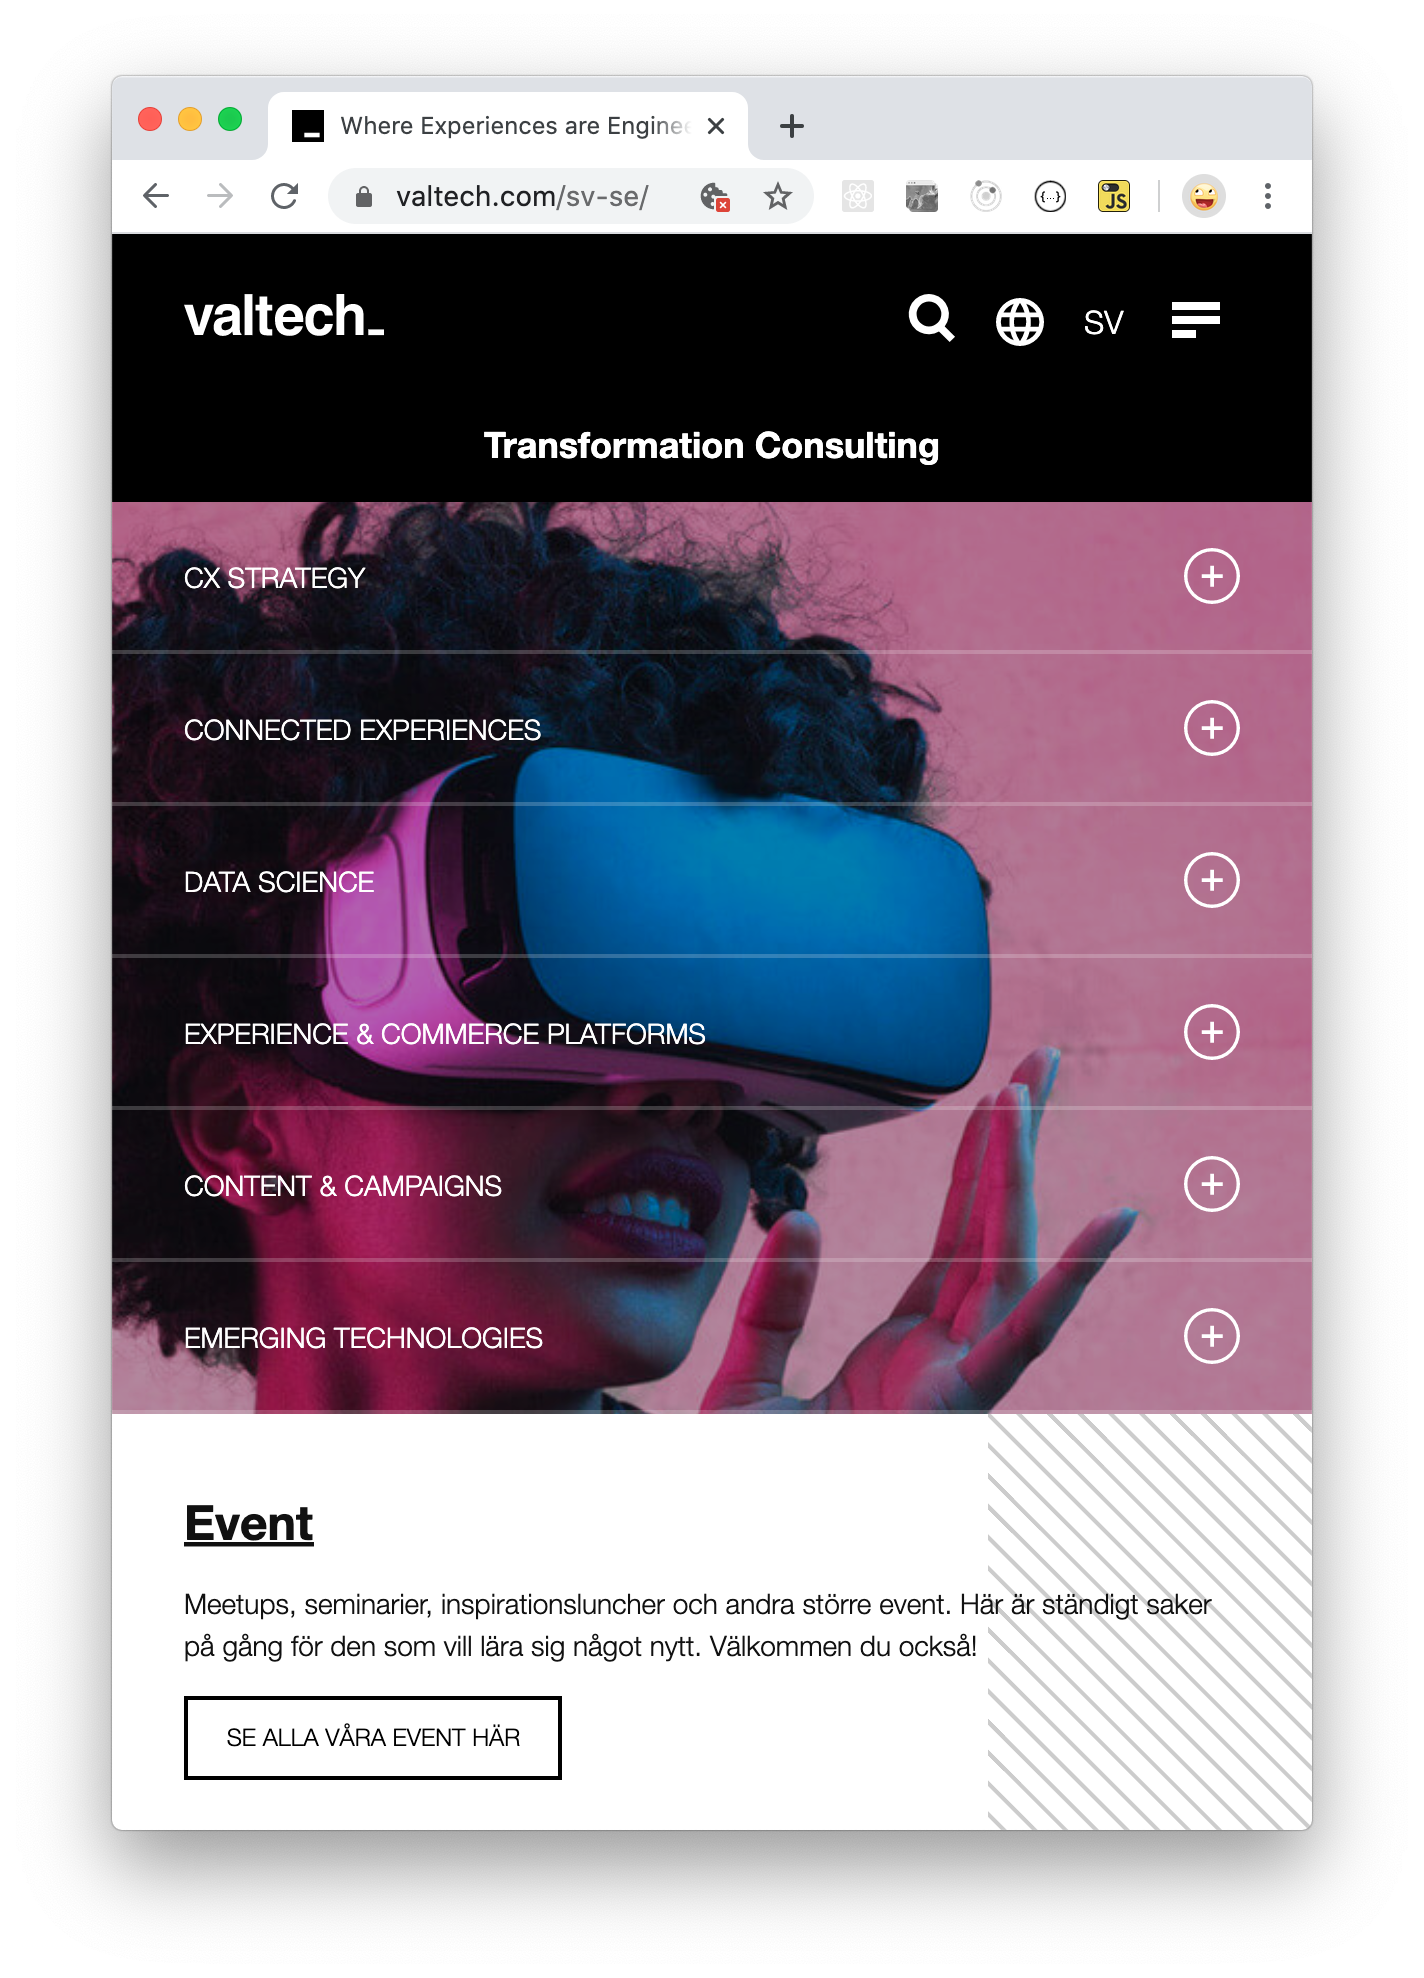 Where Experiences are Enginee
valtech.com/sv-se/
{...}
JS
valtech_
SV
Transformation Consulting
CX STRATEGY
CONNECTED EXPERIENCES
DATA SCIENCE
EXPERIENCE & COMMERCE PLATFORMS
CONTENT & CAMPAIGNS
EMERGING TECHNOLOGIES
Event
Meetups, seminarier, inspirationsluncher och andra större event. Här är ständigt saker
på gång för den som vill lära sig något nytt. Välkommen du också!
SE ALLA VÅRA EVENT HÄR